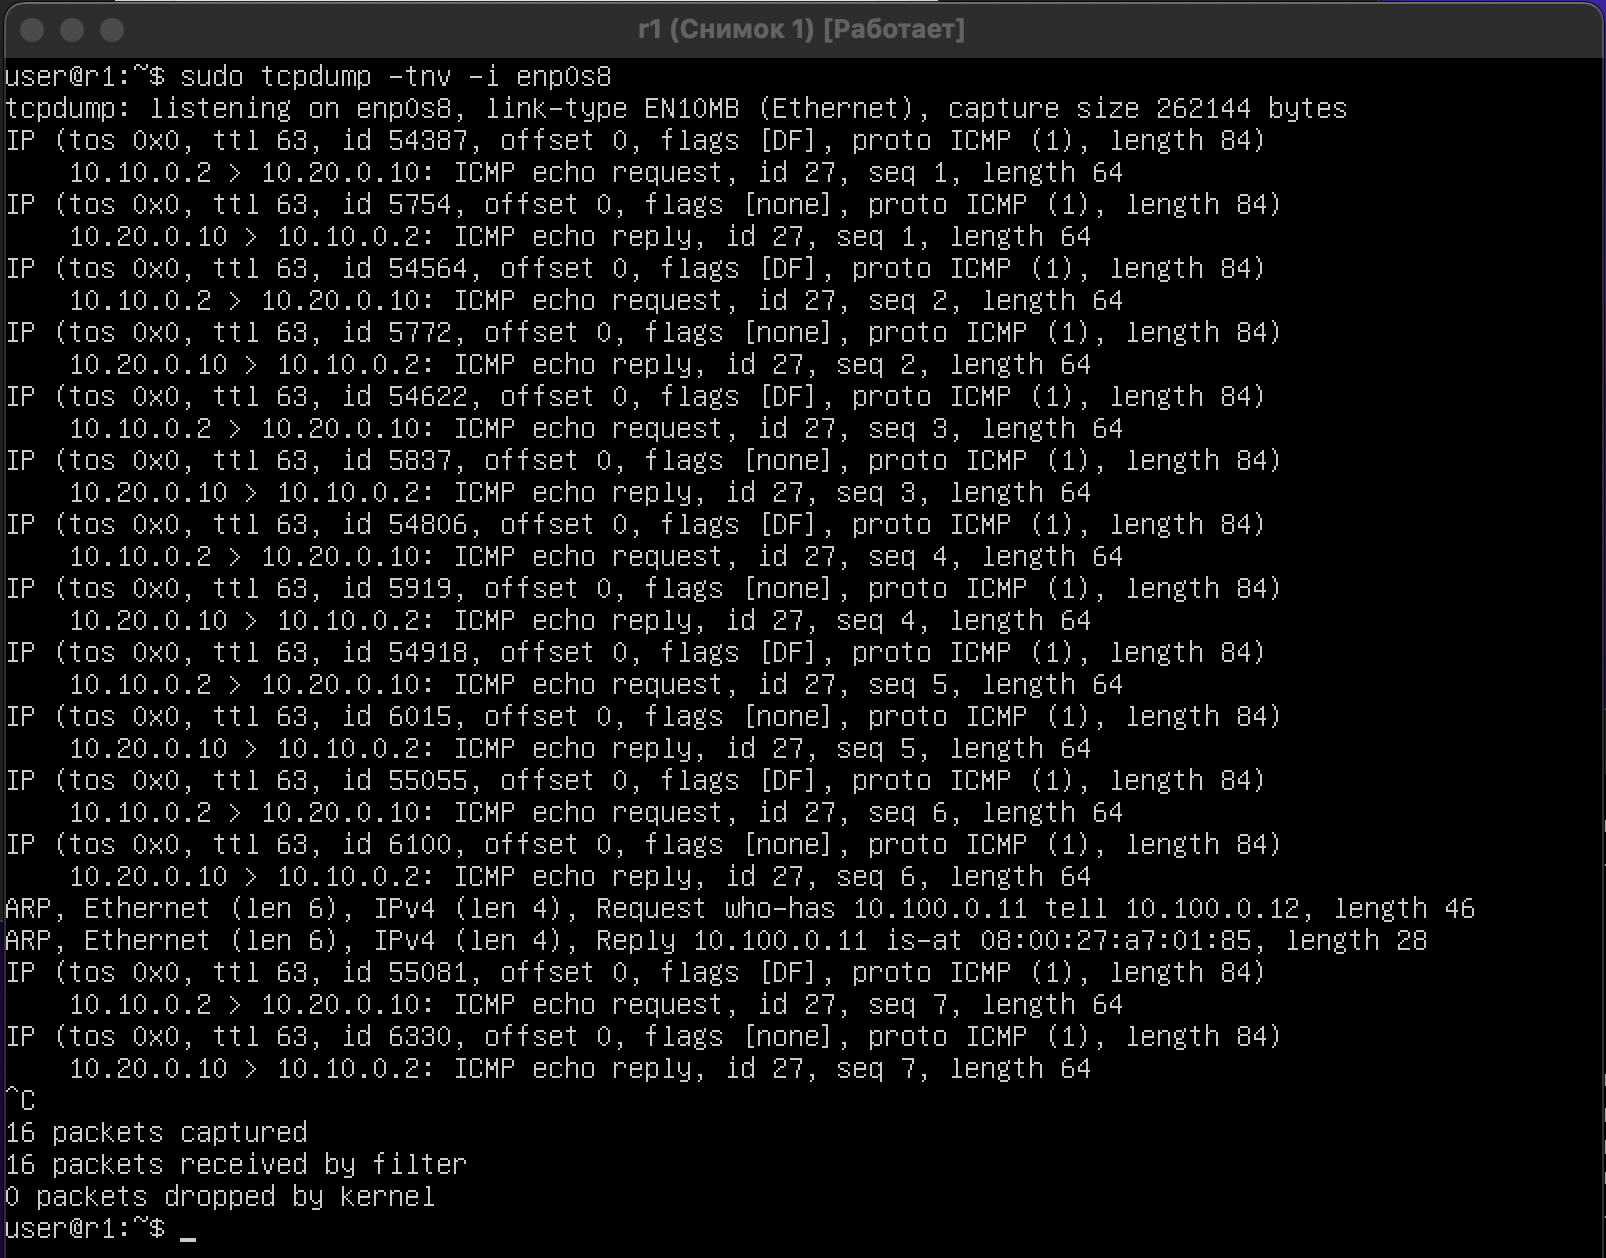 r1 (Снимок 1) [Работает]
user@r1:~$ sudo tcpdump -tnv -i enp0s8
tcpdump: listening on enp0s8, link-type EN10MB (Ethernet), capture size 262144 bytes
IP (tos 0x0, ttl 63, id 54387, offset 0, flags [DF], proto ICMP (1), length 84)
    10.10.0.2 > 10.20.0.10: ICMP echo request, id 27, seq 1, length 64
IP (tos 0x0, ttl 63, id 5754, offset 0, flags [none], proto ICMP (1), length 84)
    10.20.0.10 > 10.10.0.2: ICMP echo reply, id 27, seq 1, length 64
IP (tos 0x0, ttl 63, id 54564, offset 0, flags [DF], proto ICMP (1), length 84)
    10.10.0.2 > 10.20.0.10: ICMP echo request, id 27, seq 2, length 64
IP (tos 0x0, ttl 63, id 5772, offset 0, flags [none], proto ICMP (1), length 84)
    10.20.0.10 > 10.10.0.2: ICMP echo reply, id 27, seq 2, length 64
IP (tos 0x0, ttl 63, id 54622, offset 0, flags [DF], proto ICMP (1), length 84)
    10.10.0.2 > 10.20.0.10: ICMP echo request, id 27, seq 3, length 64
IP (tos 0x0, ttl 63, id 5837, offset 0, flags [none], proto ICMP (1), length 84)
    10.20.0.10 > 10.10.0.2: ICMP echo reply, id 27, seq 3, length 64
IP (tos 0x0, ttl 63, id 54806, offset 0, flags [DF], proto ICMP (1), length 84)
    10.10.0.2 > 10.20.0.10: ICMP echo request, id 27, seq 4, length 64
IP (tos 0x0, ttl 63, id 5919, offset 0, flags [none], proto ICMP (1), length 84)
    10.20.0.10 > 10.10.0.2: ICMP echo reply, id 27, seq 4, length 64
IP (tos 0x0, ttl 63, id 54918, offset 0, flags [DF], proto ICMP (1), length 84)
    10.10.0.2 > 10.20.0.10: ICMP echo request, id 27, seq 5, length 64
IP (tos 0x0, ttl 63, id 6015, offset 0, flags [none], proto ICMP (1), length 84)
    10.20.0.10 > 10.10.0.2: ICMP echo reply, id 27, seq 5, length 64
IP (tos 0x0, ttl 63, id 55055, offset 0, flags [DF], proto ICMP (1), length 84)
    10.10.0.2 > 10.20.0.10: ICMP echo request, id 27, seq 6, length 64
IP (tos 0x0, ttl 63, id 6100, offset 0, flags [none], proto ICMP (1), length 84)
    10.20.0.10 > 10.10.0.2: ICMP echo reply, id 27, seq 6, length 64
ARP, Ethernet (len 6), IPv4 (len 4), Request who-has 10.100.0.11 tell 10.100.0.12, length 46
ARP, Ethernet (len 6), IPv4 (len 4), Reply 10.100.0.11 is-at 08:00:27:a7:01:85, length 28
IP (tos 0x0, ttl 63, id 55081, offset 0, flags [DF], proto ICMP (1), length 84)
    10.10.0.2 > 10.20.0.10: ICMP echo request, id 27, seq 7, length 64
IP (tos 0x0, ttl 63, id 6330, offset 0, flags [none], proto ICMP (1), length 84)
    10.20.0.10 > 10.10.0.2: ICMP echo reply, id 27, seq 7, length 64
^C
16 packets captured
16 packets received by filter
0 packets dropped by kernel
user@r1:~$ _